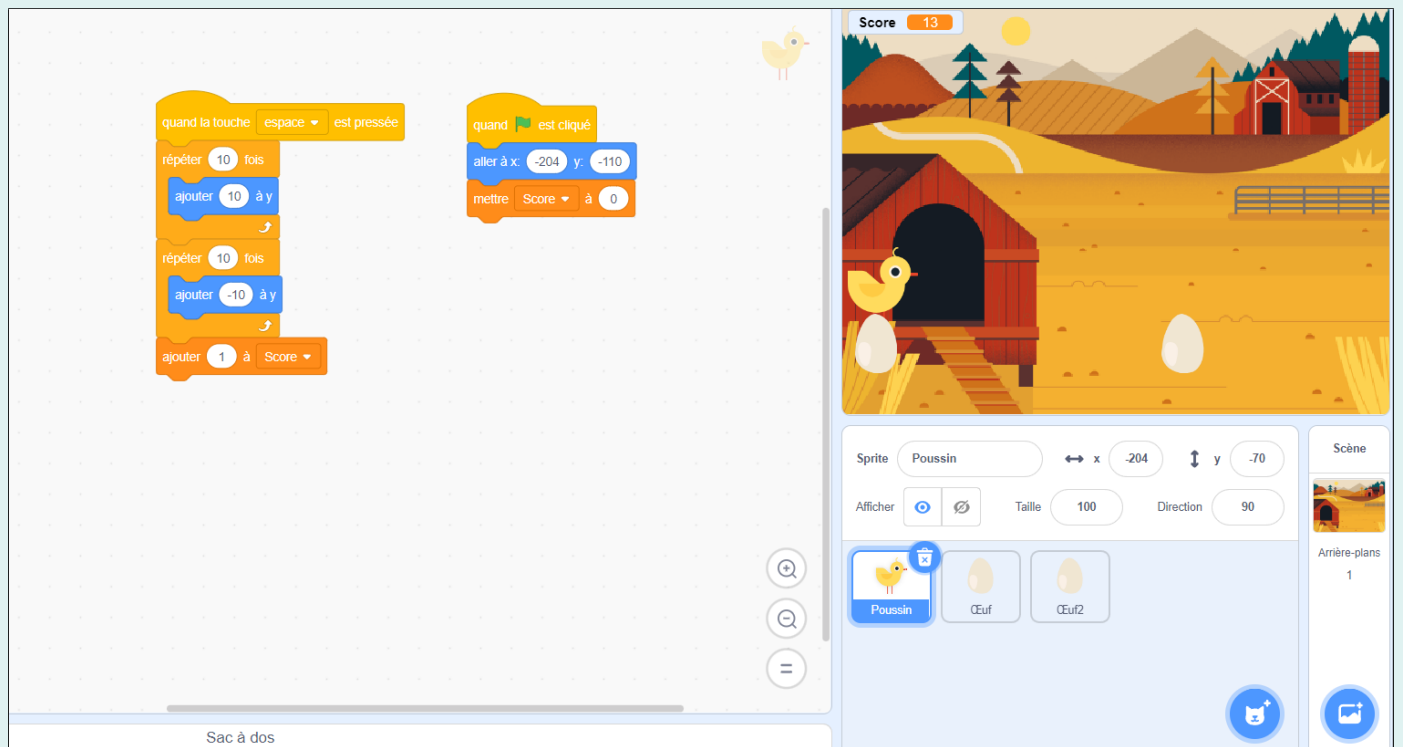 quand la touche espace est pressée
répéter 10 fois
ajouter 10 à y
répéter 10 fois
ajouter -10 à y
ajouter 1 à Score
quand est cliqué
aller à x: -204 y: -110
mettre Score à 0
Sac à dos
Score 13
Sprite Poussin x -204 y -70
Afficher Taille 100 Direction 90
Poussin
Œuf
Œuf2
Scène
Arrière-plans
1